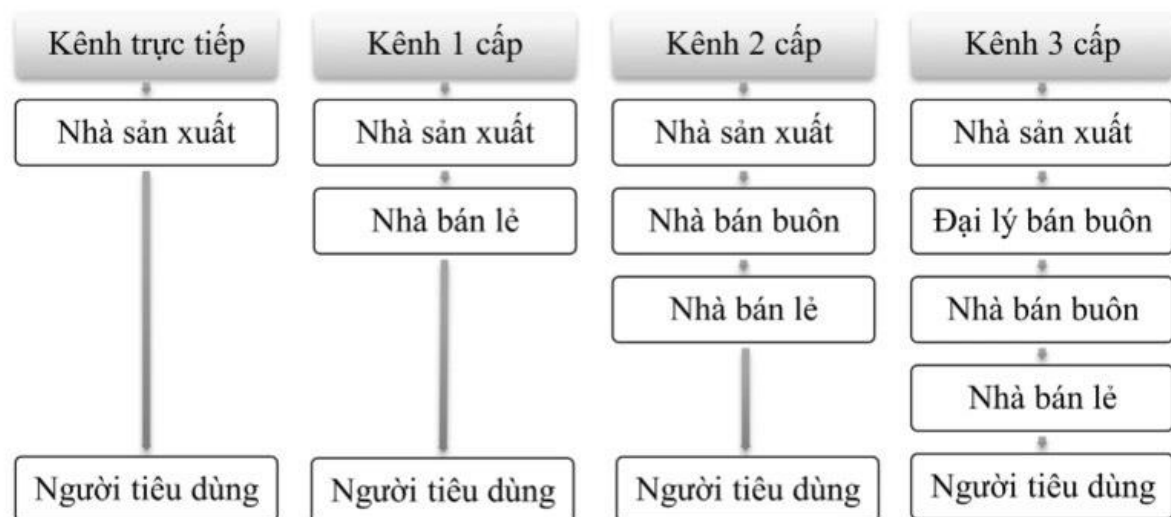 Kênh trực tiếp
Nhà sản xuất
Người tiêu dùng
Kênh 1 cấp
Nhà sản xuất
Nhà bán lẻ
Người tiêu dùng
Kênh 2 cấp
Nhà sản xuất
Nhà bán buôn
Nhà bán lẻ
Người tiêu dùng
Kênh 3 cấp
Nhà sản xuất
Đại lý bán buôn
Nhà bán buôn
Nhà bán lẻ
Người tiêu dùng